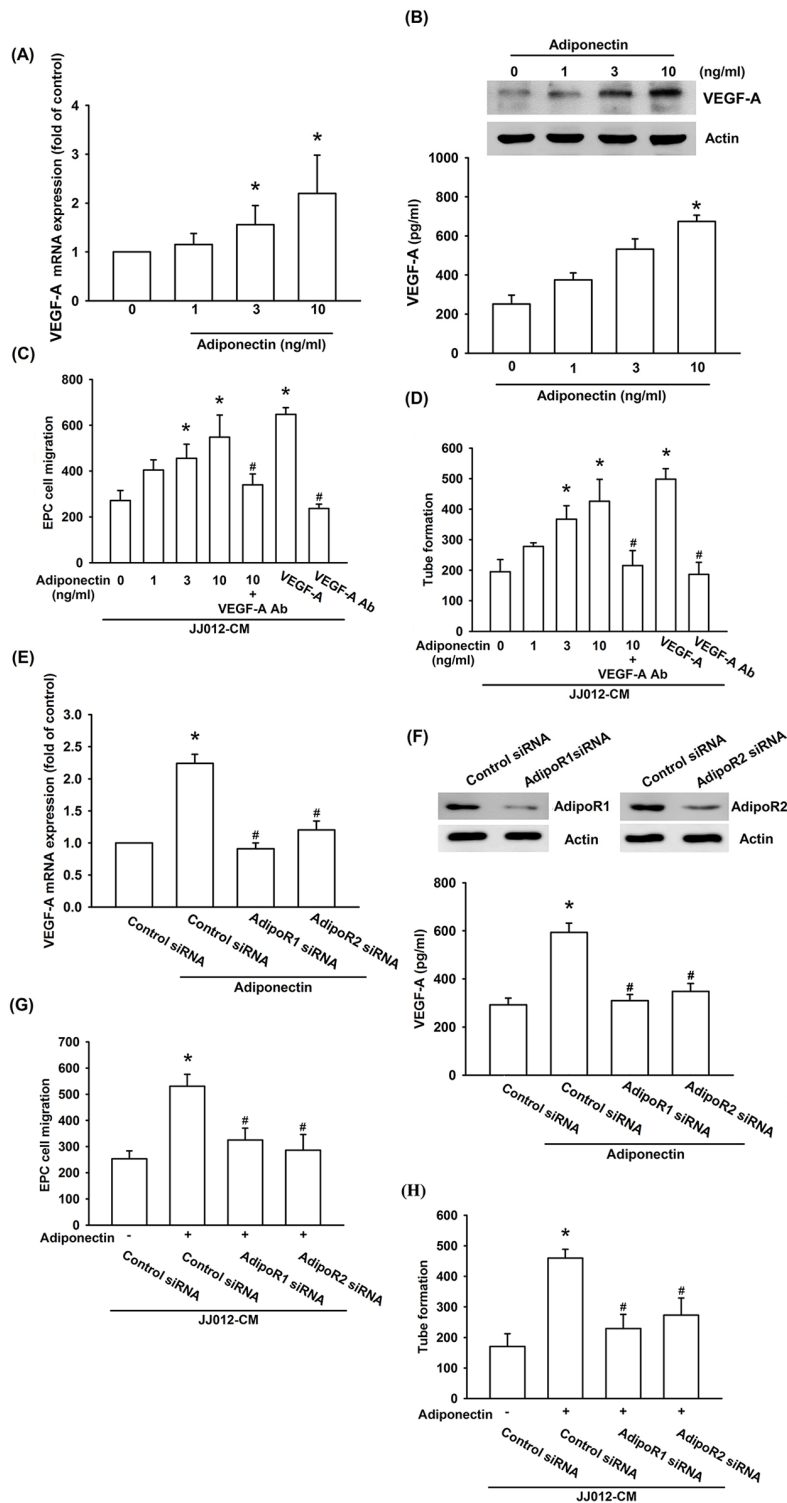 (A)
VEGF-A mRNA expression (fold of control)
4
3
2
1
0
* *
0 1 3 10
Adiponectin (ng/ml)
(B)
Adiponectin
0 1 3 10 (ng/ml)
VEGF-A
Actin
VEGF-A (pg/ml)
1000
800
600
400
200
0
*
0 1 3 10
Adiponectin (ng/ml)
(C)
EPC cell migration
800
600
400
200
0
* * # * #
Adiponectin 0 1 3 10 10 VEGF-A VEGF-A Ab
(ng/ml) +
VEGF-A Ab
JJ012-CM
(D)
Tube formation
600
500
400
300
200
100
0
* * # * #
Adiponectin 0 1 3 10 10 VEGF-A VEGF-A Ab
(ng/ml) +
VEGF-A Ab
JJ012-CM
(E)
VEGF-A mRNA expression (fold of control)
3.0
2.5
2.0
1.5
1.0
0.5
0.0
* # #
Control siRNA Control siRNA AdipoR1 siRNA AdipoR2 siRNA
Adiponectin
(F)
Control siRNA AdipoR1siRNA
AdipoR1
Actin
Control siRNA AdipoR2 siRNA
AdipoR2
Actin
VEGF-A (pg/ml)
800
600
400
200
0
* # #
Control siRNA Control siRNA AdipoR1 siRNA AdipoR2 siRNA
Adiponectin
(G)
EPC cell migration
700
600
500
400
300
200
100
0
* # #
Adiponectin - + + +
Control siRNA Control siRNA AdipoR1 siRNA AdipoR2 siRNA
JJ012-CM
(H)
Tube formation
600
500
400
300
200
100
0
* # #
Adiponectin - + + +
Control siRNA Control siRNA AdipoR1 siRNA AdipoR2 siRNA
JJ012-CM